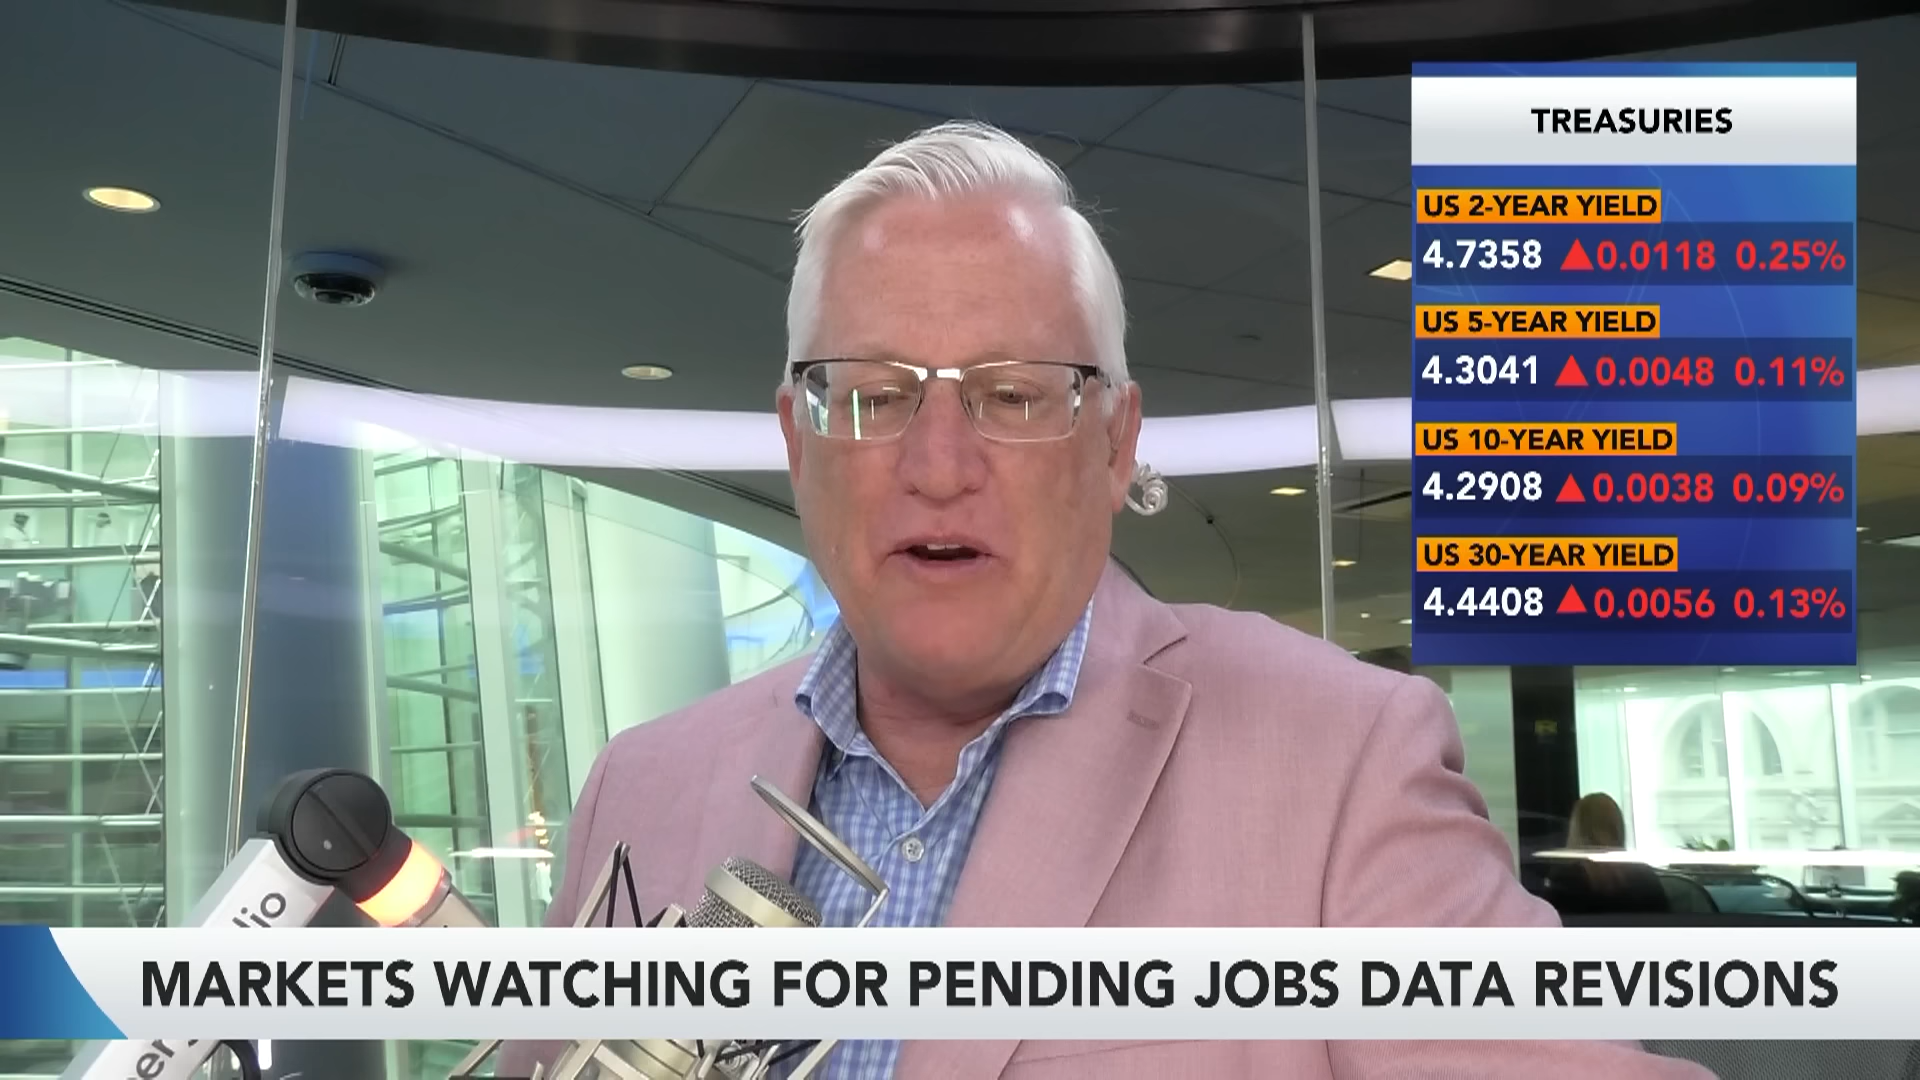 TREASURIES
US 2-YEAR YIELD
4.7358 ▲0.0118 0.25%
US 5-YEAR YIELD
4.3041 ▲0.0048 0.11%
US 10-YEAR YIELD
4.2908 ▲0.0038 0.09%
US 30-YEAR YIELD
4.4408 ▲0.0056 0.13%
MARKETS WATCHING FOR PENDING JOBS DATA REVISIONS